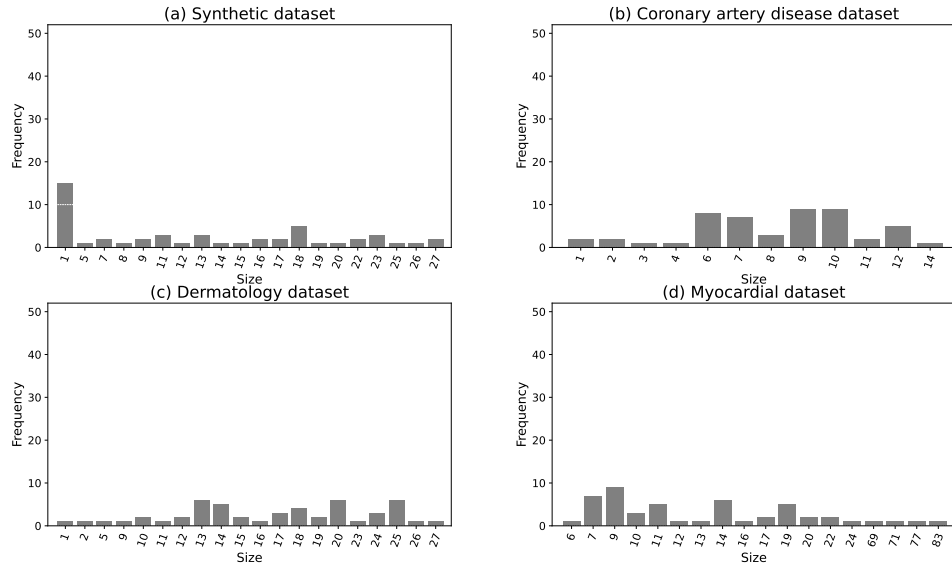 (a) Synthetic dataset
50
40
30
20
10
0
Frequency
1 5 7 8 9 11 12 13 14 15 16 17 18 19 20 22 23 25 26 27
Size
(b) Coronary artery disease dataset
50
40
30
20
10
0
Frequency
1 2 3 4 6 7 8 9 10 11 12 14
Size
(c) Dermatology dataset
50
40
30
20
10
0
Frequency
1 2 5 9 10 11 12 13 14 15 16 17 18 19 20 23 24 25 26 27
Size
(d) Myocardial dataset
50
40
30
20
10
0
Frequency
6 7 9 10 11 12 13 14 16 17 19 20 22 24 69 71 77 83
Size